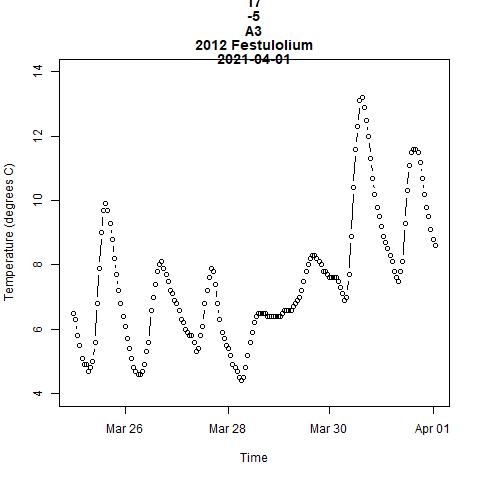 17
-5
A3
2012 Festulolium
2021-04-01
Temperature (degrees C)
14
12
10
8
6
4
Mar 26
Mar 28
Mar 30
Apr 01
Time